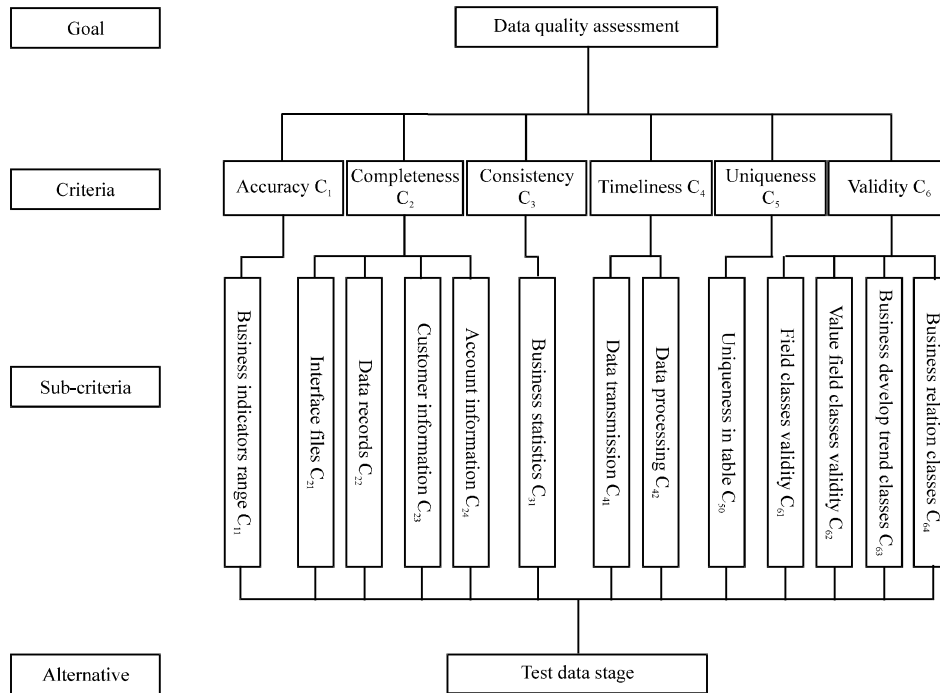 Goal
Data quality assessment
Criteria
Accuracy C₁
Completeness
C₂
Consistency
C₃
Timeliness C₄
Uniqueness
C₅
Validity C₆
Sub-criteria
Business indicators range C₁₁
Interface files C₂₁
Data records C₂₂
Customer information C₂₃
Account information C₂₄
Business statistics C₃₁
Data transmission C₄₁
Data processing C₄₂
Uniqueness in table C₅₀
Field classes validity C₆₁
Value field classes validity C₆₂
Business develop trend classes C₆₃
Business relation classes C₆₄
Alternative
Test data stage